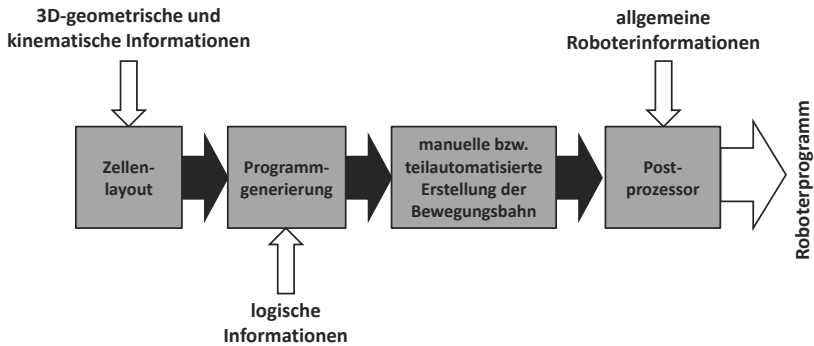 3D-geometrische und
kinematische Informationen
allgemeine
Roboterinformationen
Zellen-
layout
Programm-
generierung
manuelle bzw.
teilautomatisierte
Erstellung der
Bewegungsbahn
Post-
prozessor
Roboterprogramm
logische
Informationen